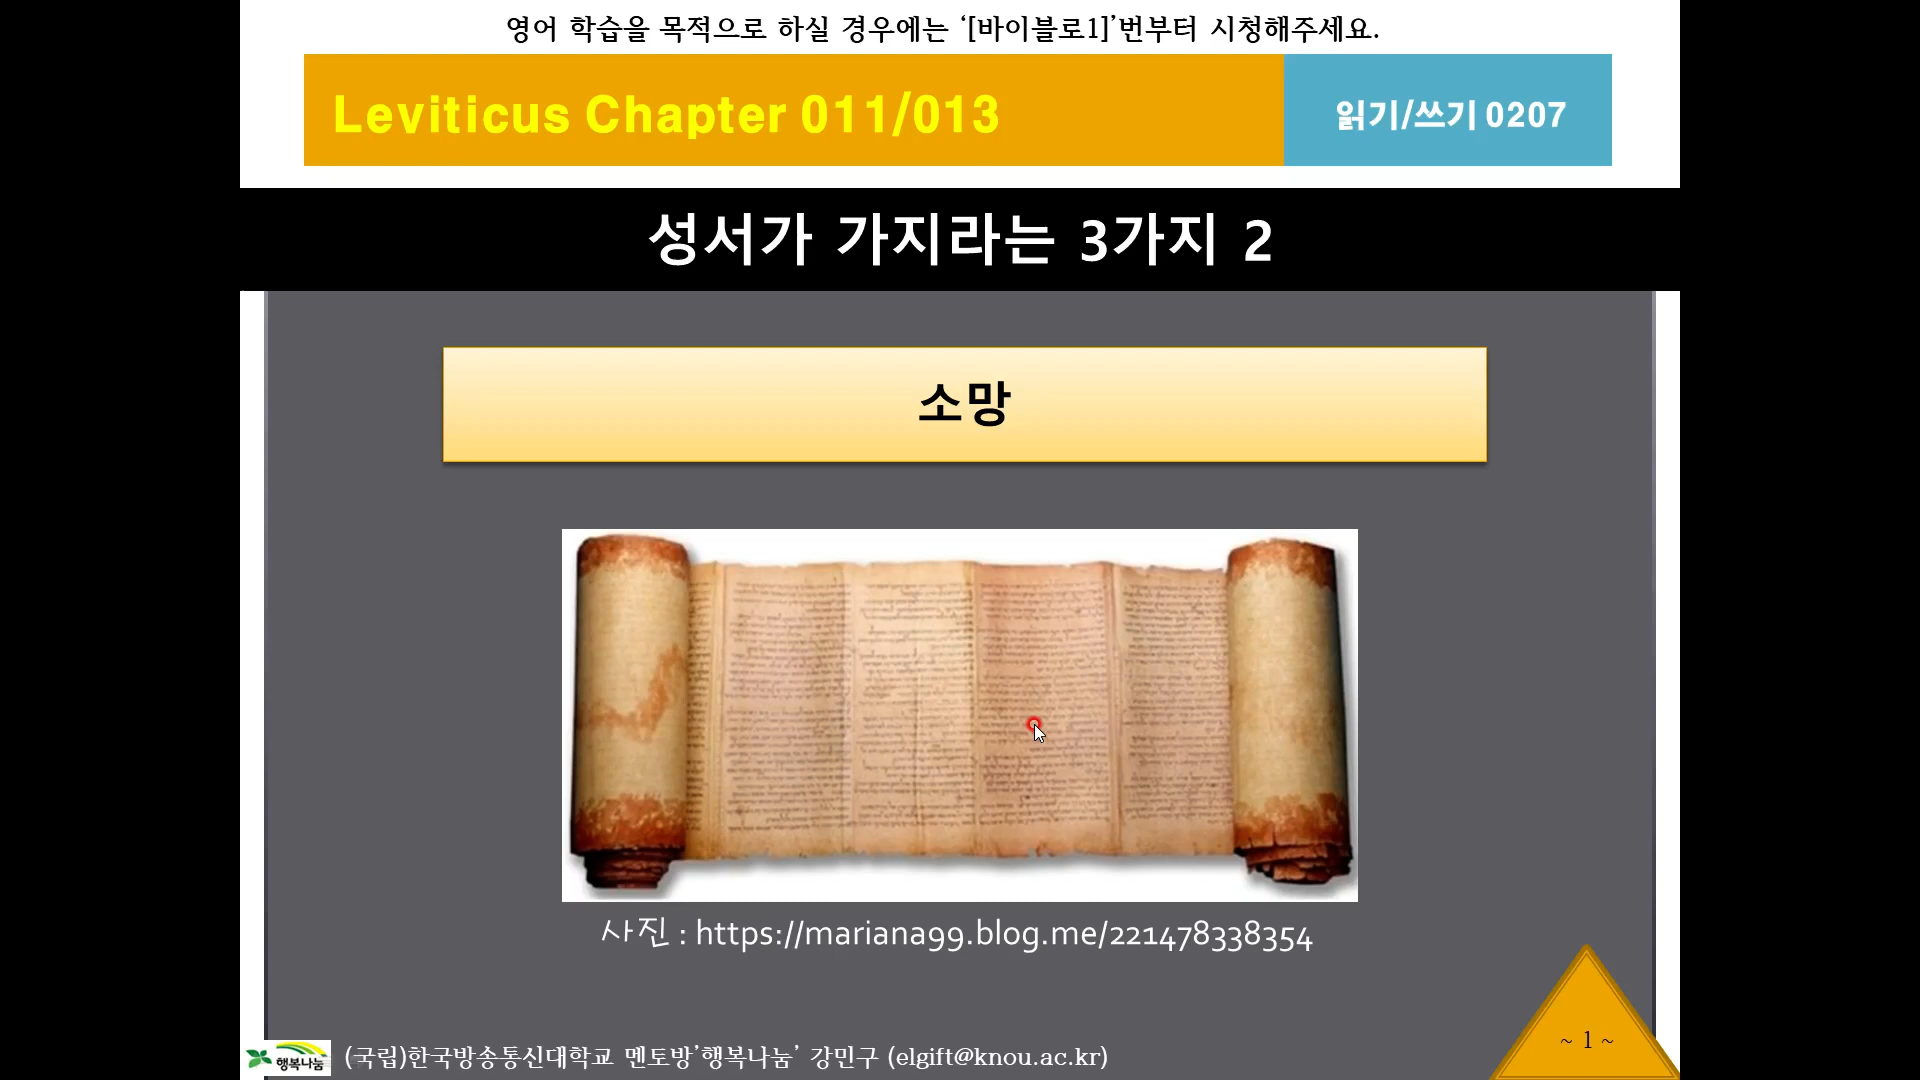 영어 학습을 목적으로 하실 경우에는 ‘[바이블로1]’번부터 시청해주세요.
Leviticus Chapter 011/013
읽기/쓰기 0207
성서가 가지라는 3가지 2
소망
사진 : https://mariana99.blog.me/221478338354
~ 1 ~
행복나눔
(국립)한국방송통신대학교 멘토방’행복나눔’ 강민구 (elgift@knou.ac.kr)